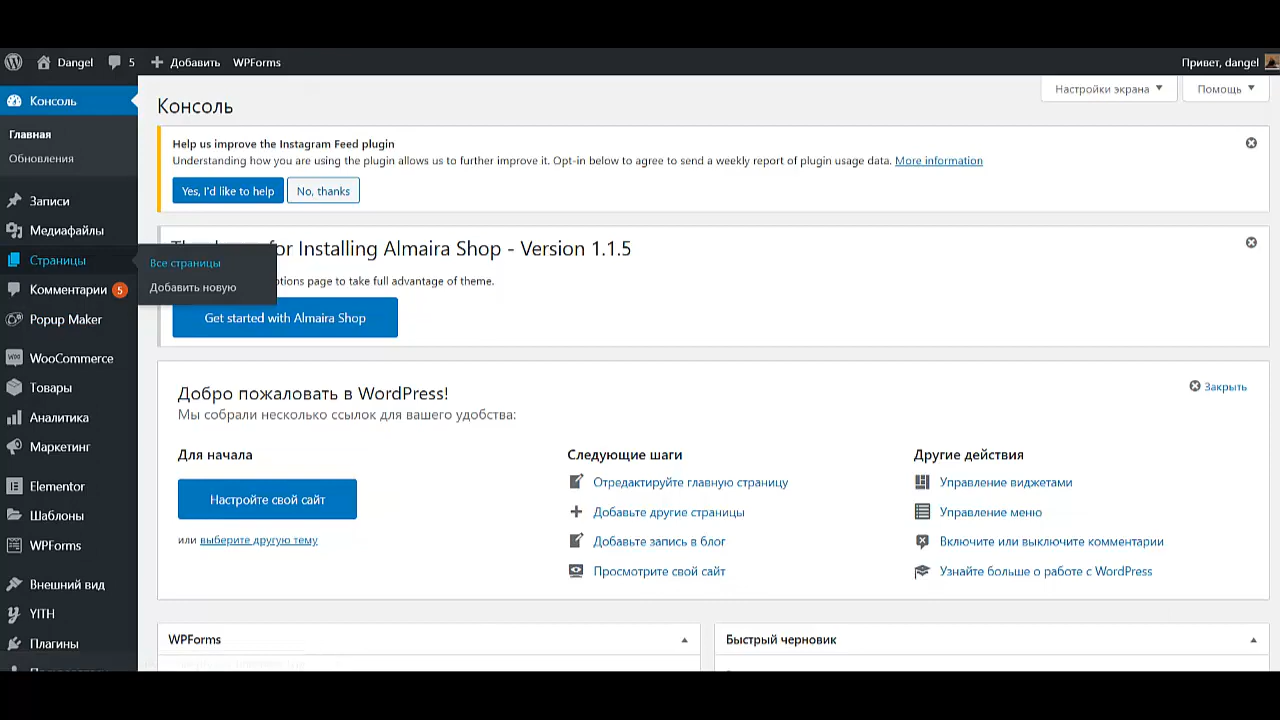 Dangel 5 Добавить WPForms Привет, dangel
Консоль
Главная
Обновления
Записи
Медиафайлы
Страницы
Все страницы
Добавить новую
Комментарии 5
Popup Maker
WooCommerce
Товары
Аналитика
Маркетинг
Elementor
Шаблоны
WPForms
Внешний вид
YITH
Плагины
Настройки экрана Помощь
Консоль
Help us improve the Instagram Feed plugin
Understanding how you are using the plugin allows us to further improve it. Opt-in below to agree to send a weekly report of plugin usage data. More information
Yes, I'd like to help No, thanks
for Installing Almaira Shop - Version 1.1.5
page to take full advantage of theme.
Get started with Almaira Shop
Добро пожаловать в WordPress!
Закрыть
Мы собрали несколько ссылок для вашего удобства:
Для начала
Настройте свой сайт
или выберите другую тему
Следующие шаги
Отредактируйте главную страницу
Добавьте другие страницы
Добавьте запись в блог
Просмотрите свой сайт
Другие действия
Управление виджетами
Управление меню
Включите или выключите комментарии
Узнайте больше о работе с WordPress
WPForms
Быстрый черновик